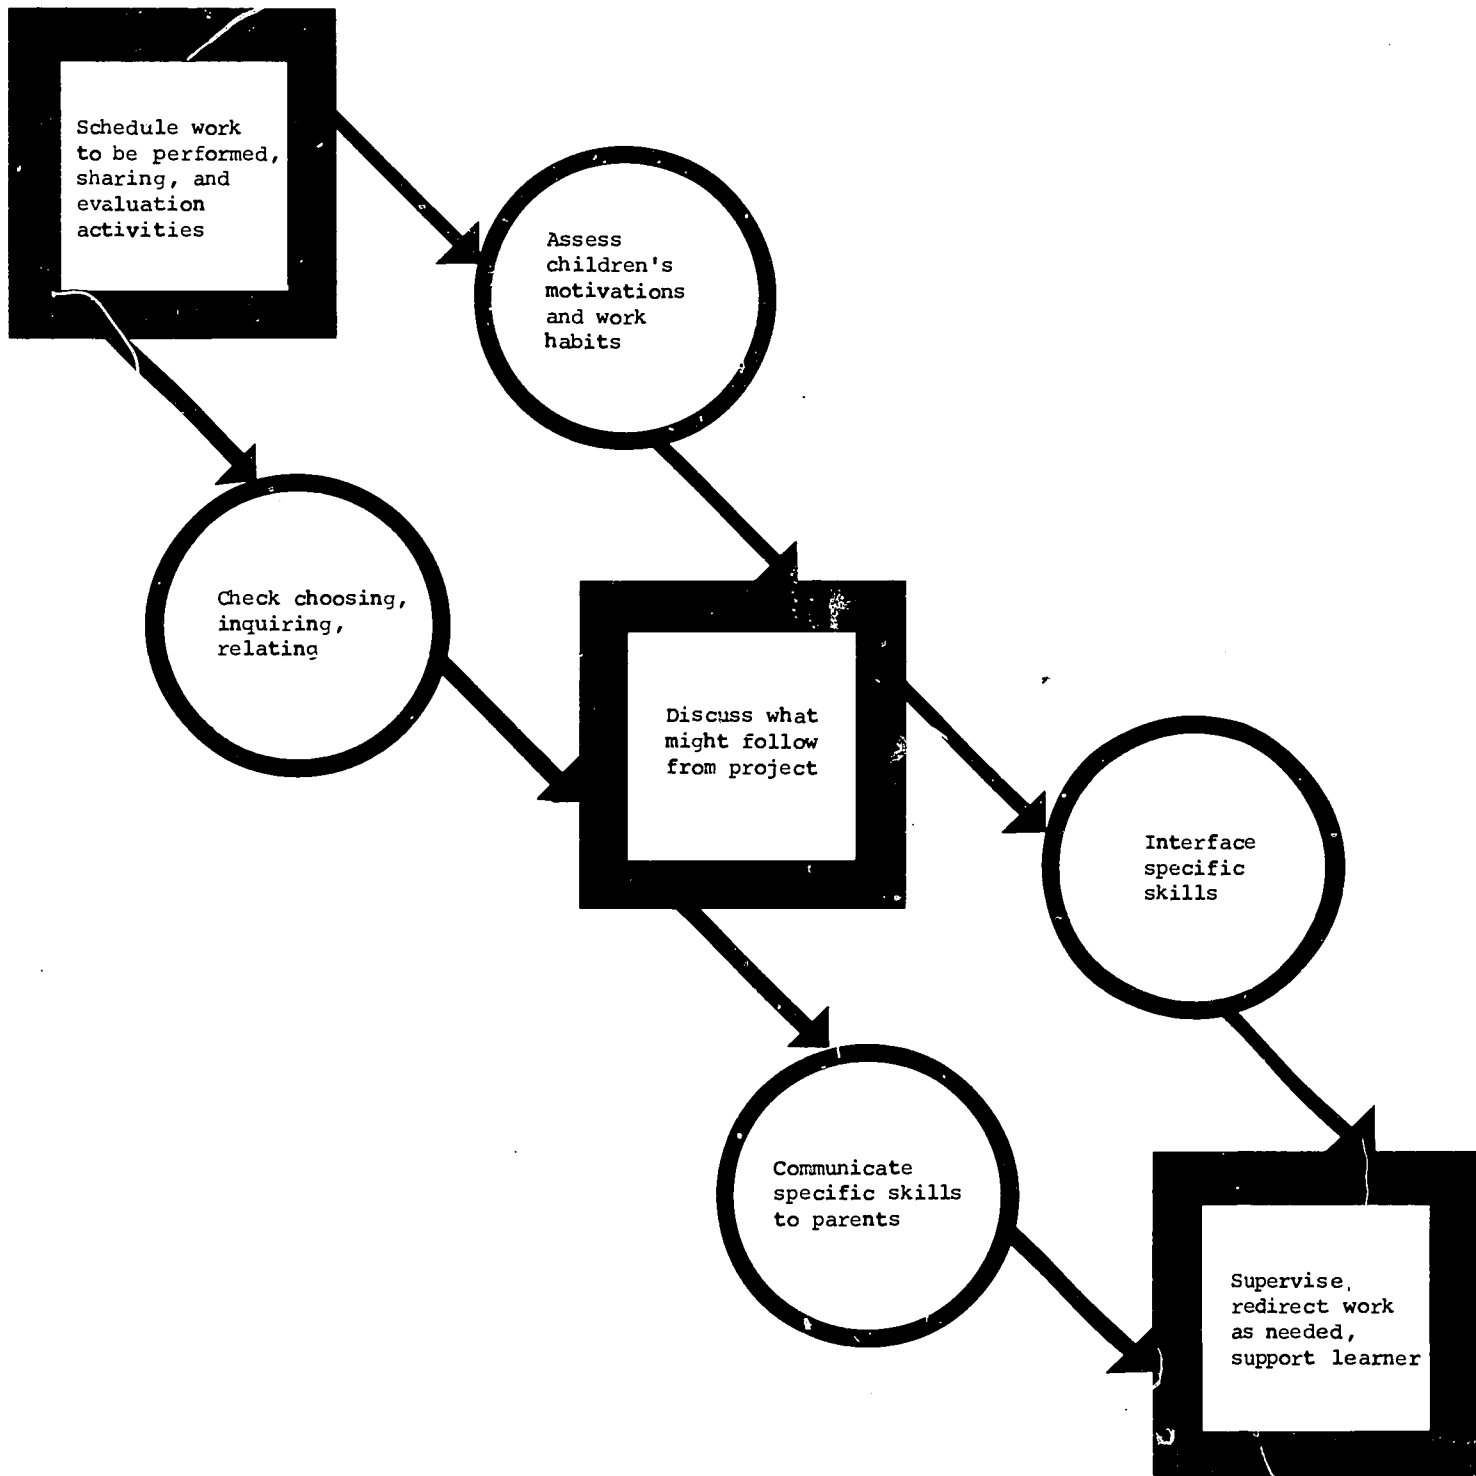 Schedule work
to be performed,
sharing, and
evaluation
activities
Assess
children's
motivations
and work
habits
Check choosing,
inquiring,
relating
Discuss what
might follow
from project
Interface
specific
skills
Communicate
specific skills
to parents
Supervise,
redirect work
as needed,
support learner